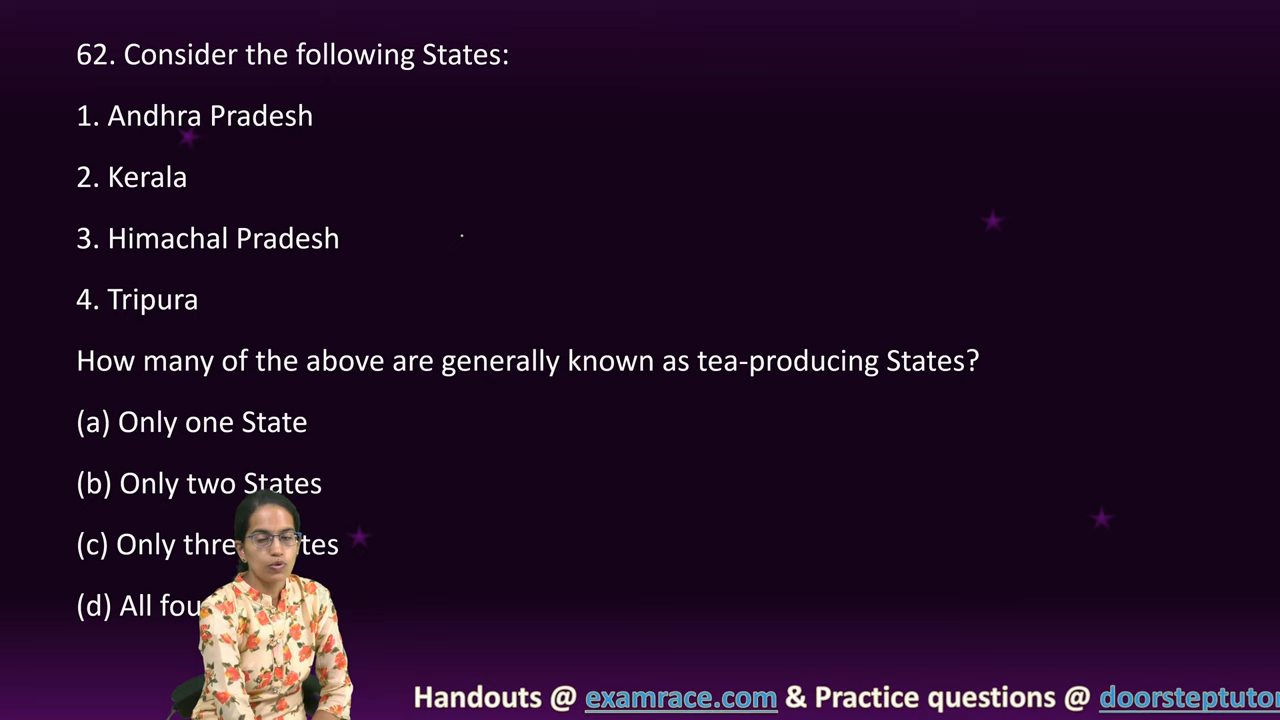 62. Consider the following States:
1. Andhra Pradesh
2. Kerala
3. Himachal Pradesh
4. Tripura
How many of the above are generally known as tea-producing States?
(a) Only one State
(b) Only two States
(c) Only thre tes
(d) All fou
Handouts @ examrace.com & Practice questions @ doorsteptutor